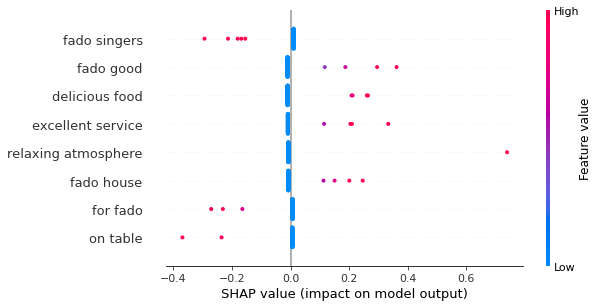 High
fado singers
fado good
delicious food
excellent service
relaxing atmosphere
fado house
for fado
on table
Feature value
Low
−0.4 −0.2 0.0 0.2 0.4 0.6
SHAP value (impact on model output)